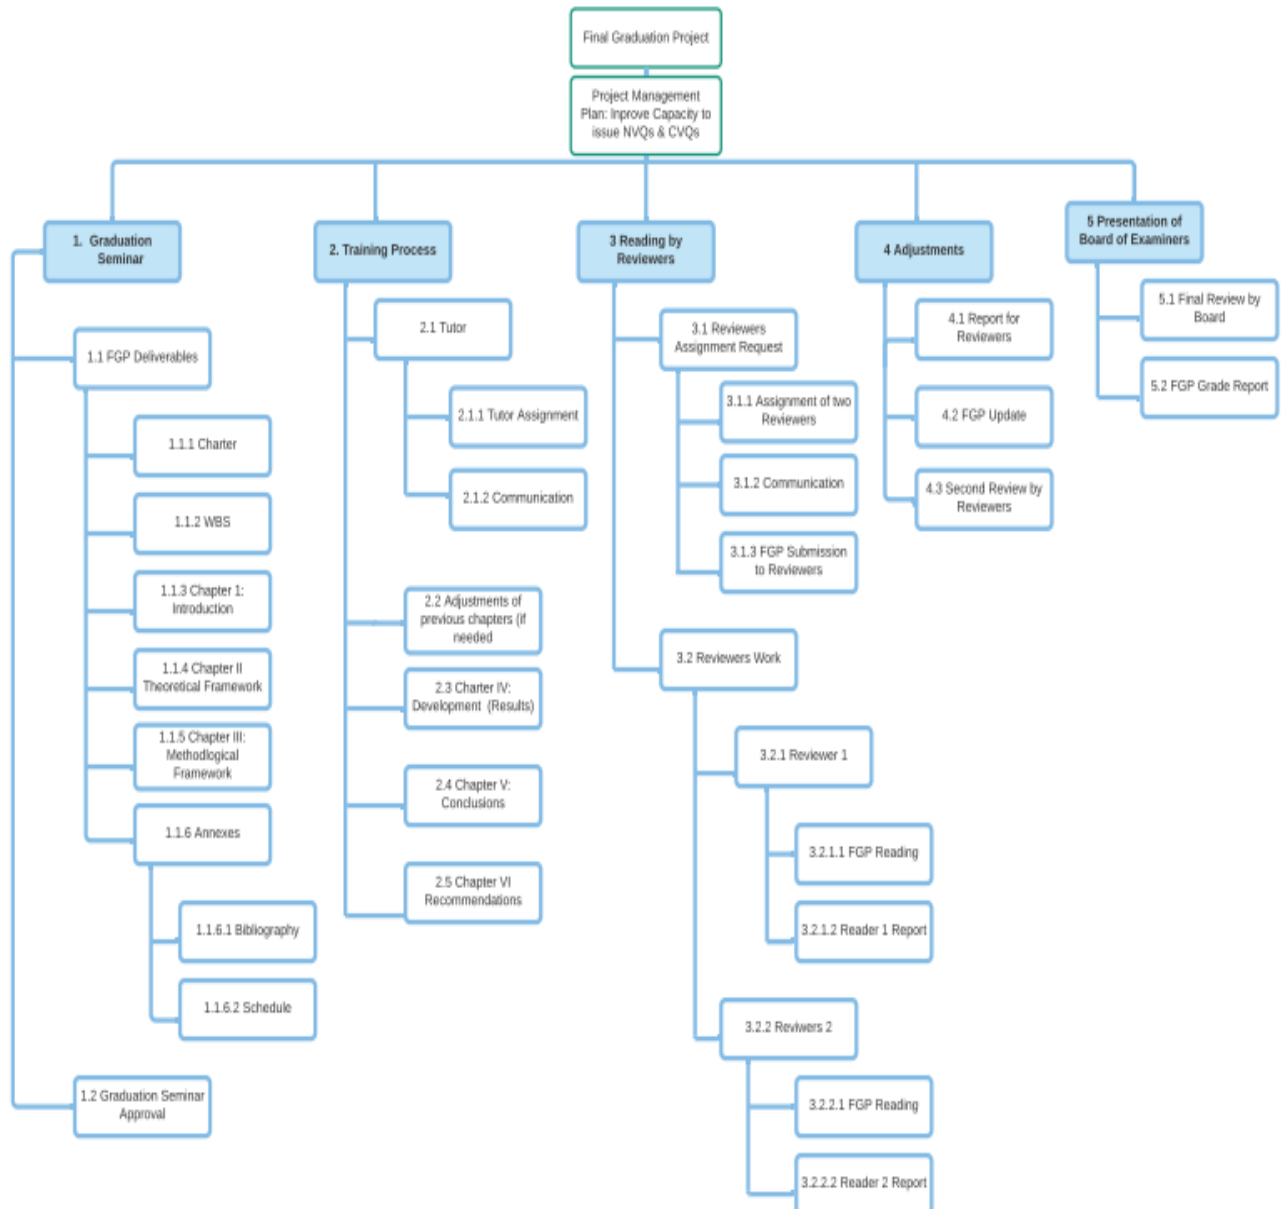 Final Graduation Project
Project Management
Plan: Inprove Capacity to
issue NVQs & CVQs
1. Graduation
Seminar
1.1 FGP Deliverables
1.1.1 Charter
1.1.2 WBS
1.1.3 Chapter 1:
Introduction
1.1.4 Chapter II
Theoretical Framework
1.1.5 Chapter III:
Methodlogical
Framework
1.1.6 Annexes
1.1.6.1 Bibliography
1.1.6.2 Schedule
1.2 Graduation Seminar
Approval
2. Training Process
2.1 Tutor
2.1.1 Tutor Assignment
2.1.2 Communication
2.2 Adjustments of
previous chapters (if
needed
2.3 Charter IV:
Development (Results)
2.4 Chapter V:
Conclusions
2.5 Chapter VI
Recommendations
3 Reading by
Reviewers
3.1 Reviewers
Assignment Request
3.1.1 Assignment of two
Reviewers
3.1.2 Communication
3.1.3 FGP Submission
to Reviewers
3.2 Reviewers Work
3.2.1 Reviewer 1
3.2.1.1 FGP Reading
3.2.1.2 Reader 1 Report
3.2.2 Reviwers 2
3.2.2.1 FGP Reading
3.2.2.2 Reader 2 Report
4 Adjustments
4.1 Report for
Reviewers
4.2 FGP Update
4.3 Second Review by
Reviewers
5 Presentation of
Board of Examiners
5.1 Final Review by
Board
5.2 FGP Grade Report